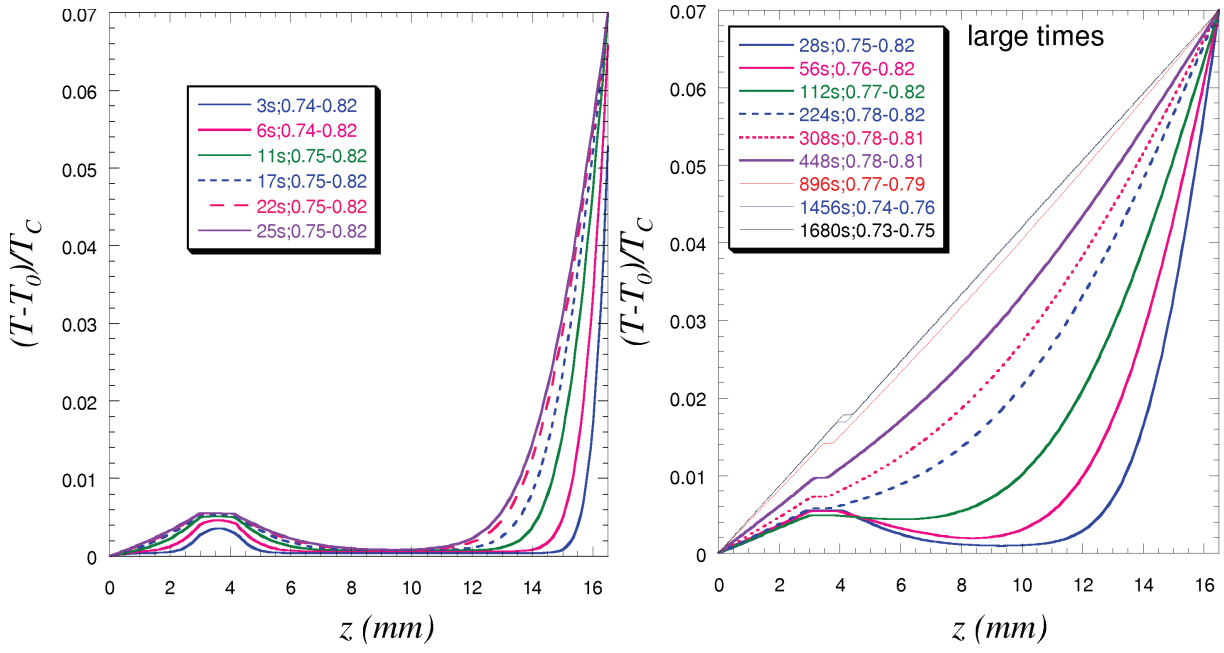 0.07
0.06
0.05
0.04
0.03
0.02
0.01
0
(T-T0)/TC
3s;0.74-0.82
6s;0.74-0.82
11s;0.75-0.82
17s;0.75-0.82
22s;0.75-0.82
25s;0.75-0.82
0 2 4 6 8 10 12 14 16
z (mm)
0.07
0.06
0.05
0.04
0.03
0.02
0.01
0
(T-T0)/TC
large times
28s;0.75-0.82
56s;0.76-0.82
112s;0.77-0.82
224s;0.78-0.82
308s;0.78-0.81
448s;0.78-0.81
896s;0.77-0.79
1456s;0.74-0.76
1680s;0.73-0.75
0 2 4 6 8 10 12 14 16
z (mm)